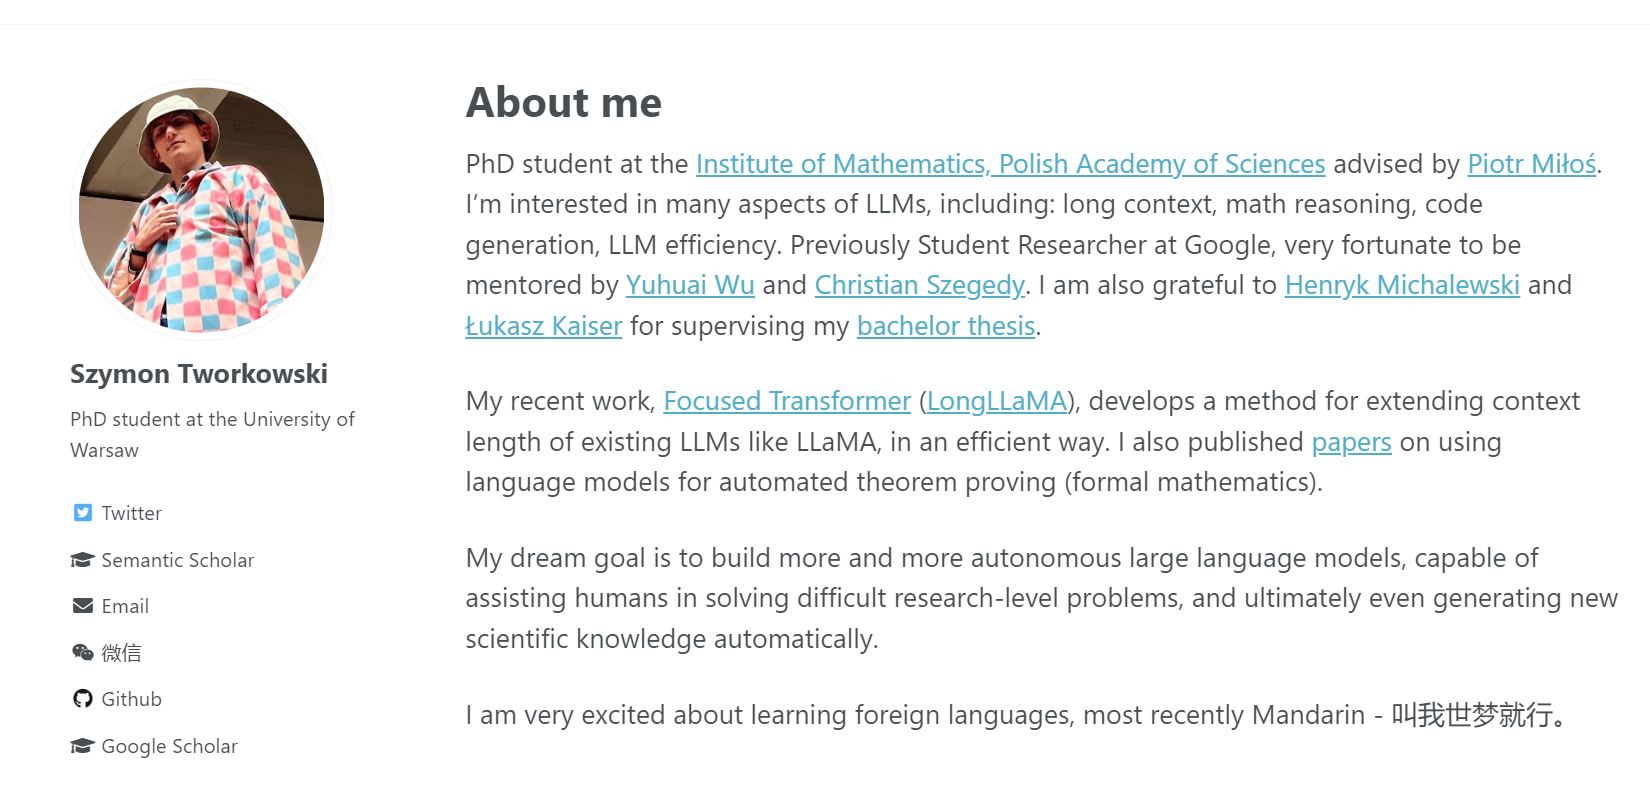 Szymon Tworkowski
PhD student at the University of
Warsaw
Twitter
Semantic Scholar
Email
微信
Github
Google Scholar
About me
PhD student at the Institute of Mathematics, Polish Academy of Sciences advised by Piotr Miłoś.
I’m interested in many aspects of LLMs, including: long context, math reasoning, code
generation, LLM efficiency. Previously Student Researcher at Google, very fortunate to be
mentored by Yuhuai Wu and Christian Szegedy. I am also grateful to Henryk Michalewski and
Łukasz Kaiser for supervising my bachelor thesis.
My recent work, Focused Transformer (LongLLaMA), develops a method for extending context
length of existing LLMs like LLaMA, in an efficient way. I also published papers on using
language models for automated theorem proving (formal mathematics).
My dream goal is to build more and more autonomous large language models, capable of
assisting humans in solving difficult research-level problems, and ultimately even generating new
scientific knowledge automatically.
I am very excited about learning foreign languages, most recently Mandarin - 叫我世梦就行。